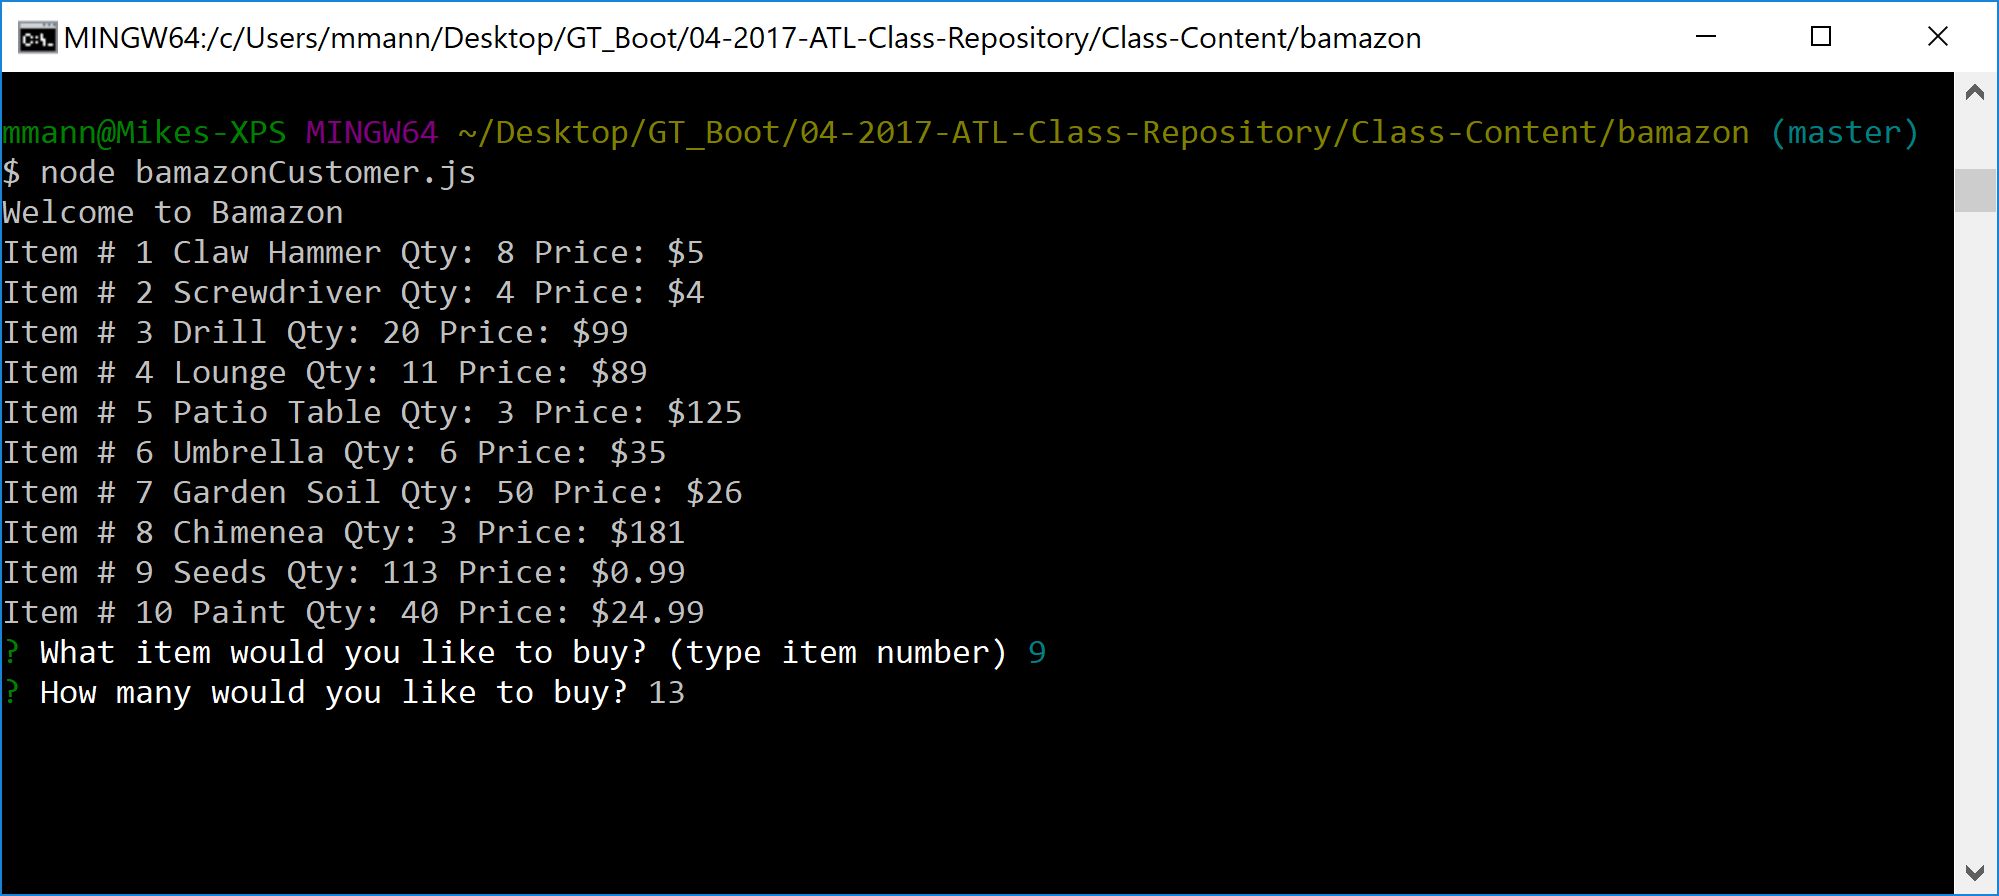 MINGW64:/c/Users/mmann/Desktop/GT_Boot/04-2017-ATL-Class-Repository/Class-Content/bamazon
mmann@Mikes-XPS MINGW64 ~/Desktop/GT_Boot/04-2017-ATL-Class-Repository/Class-Content/bamazon (master)
$ node bamazonCustomer.js
Welcome to Bamazon
Item # 1 Claw Hammer Qty: 8 Price: $5
Item # 2 Screwdriver Qty: 4 Price: $4
Item # 3 Drill Qty: 20 Price: $99
Item # 4 Lounge Qty: 11 Price: $89
Item # 5 Patio Table Qty: 3 Price: $125
Item # 6 Umbrella Qty: 6 Price: $35
Item # 7 Garden Soil Qty: 50 Price: $26
Item # 8 Chimenea Qty: 3 Price: $181
Item # 9 Seeds Qty: 113 Price: $0.99
Item # 10 Paint Qty: 40 Price: $24.99
? What item would you like to buy? (type item number) 9
? How many would you like to buy? 13